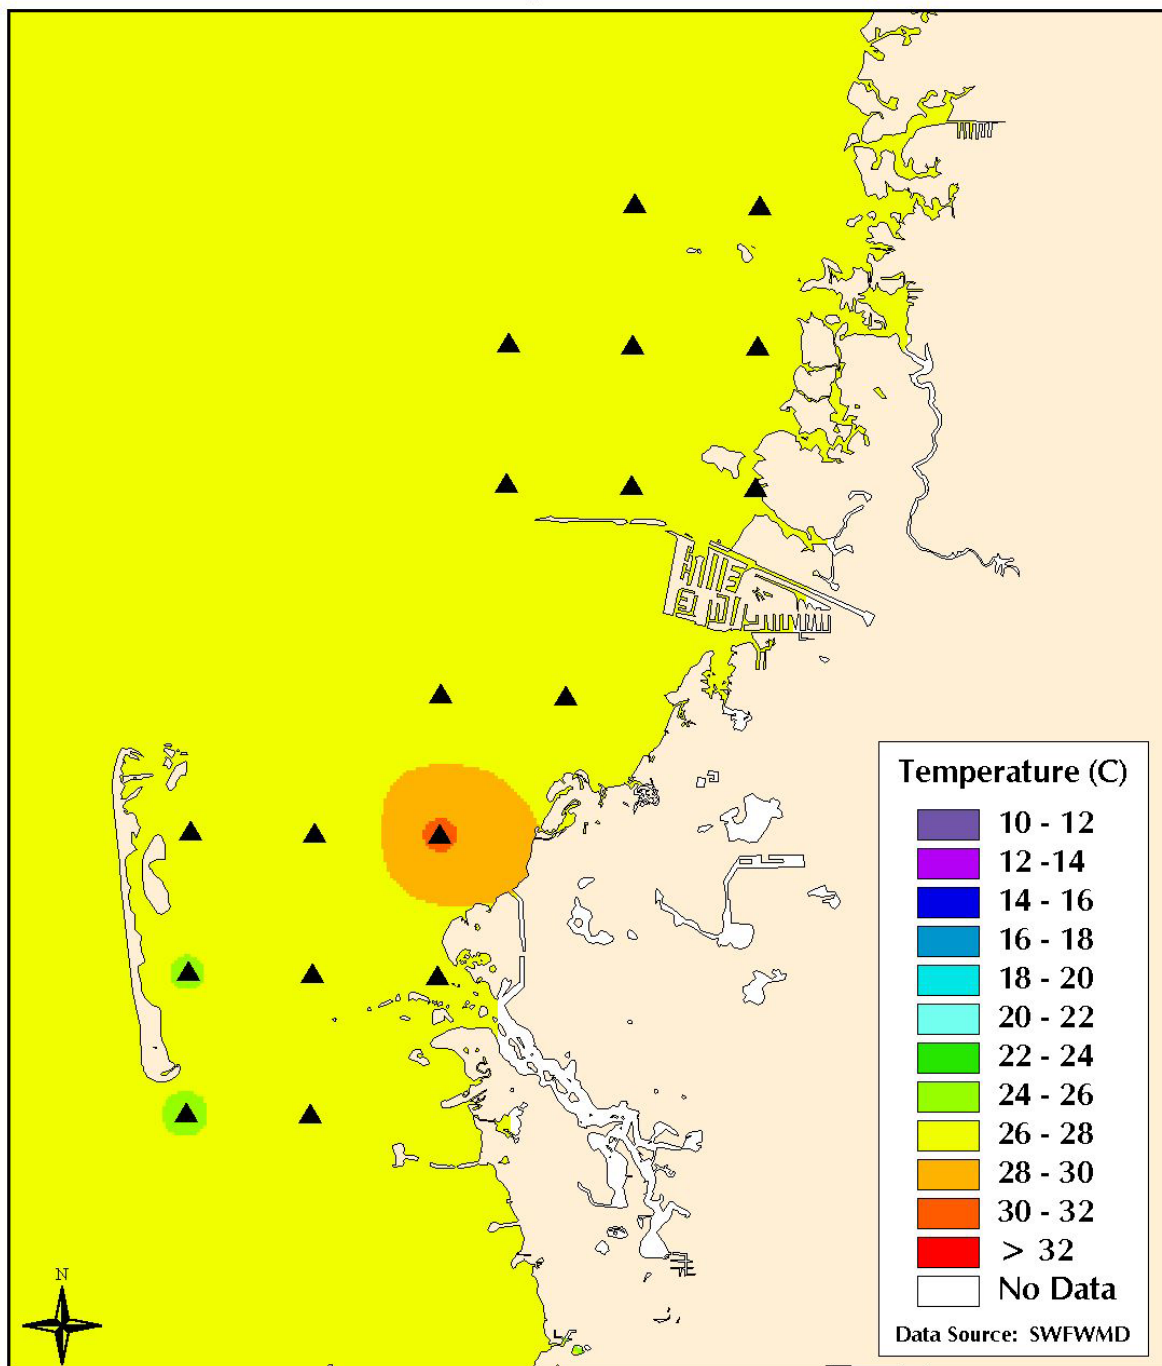 Temperature (C)
10 - 12
12 -14
14 - 16
16 - 18
18 - 20
20 - 22
22 - 24
24 - 26
26 - 28
28 - 30
30 - 32
> 32
No Data
Data Source: SWFWMD
N